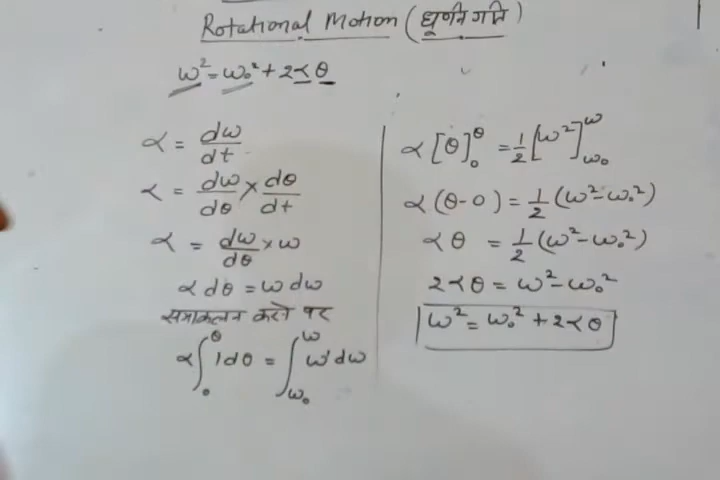 Rotational Motion (घूर्णन गति)
ω² = ω₀² + 2αθ
α = dω/dt
α = dω/dθ × dθ/dt
α = dω/dθ × ω
α dθ = ω dω
समाकलन करने पर
α ∫₀^θ 1 dθ = ∫_ω₀^ω ω¹ dω
α [θ]₀^θ = 1/2 [ω²]_ω₀^ω
α (θ-0) = 1/2 (ω² - ω₀²)
αθ = 1/2 (ω² - ω₀²)
2αθ = ω² - ω₀²
ω² = ω₀² + 2αθ